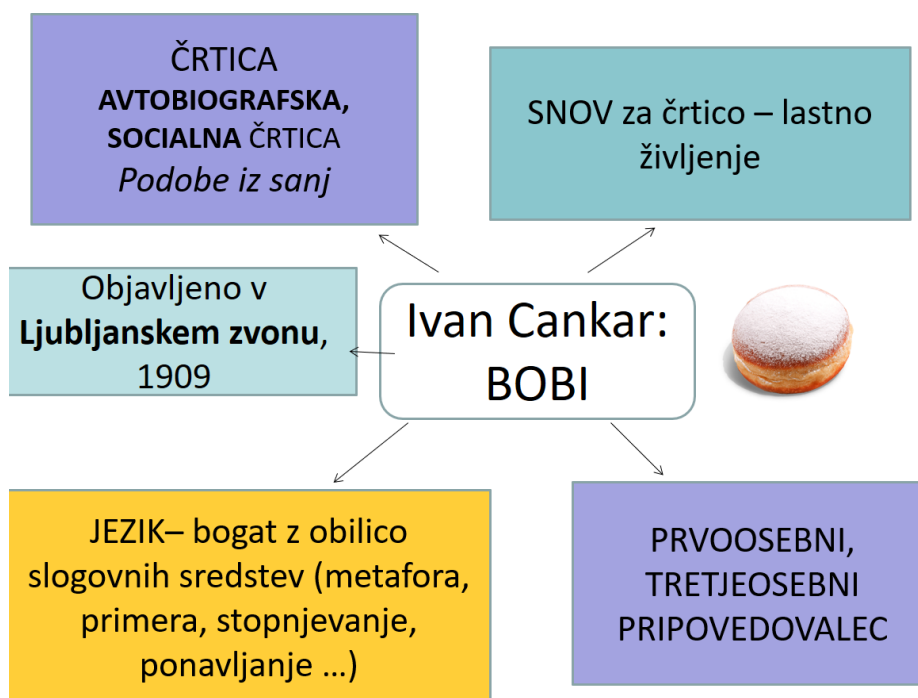 ČRTICA
AVTOBIOGRAFSKA,
SOCIALNA ČRTICA
Podobe iz sanj
SNOV za črtico – lastno
življenje
Objavljeno v
Ljubljanskem zvonu,
1909
Ivan Cankar:
BOBI
JEZIK– bogat z obilico
slogovnih sredstev (metafora,
primera, stopnjevanje,
ponavljanje …)
PRVOOSEBNI,
TRETJEOSEBNI
PRIPOVEDOVALEC